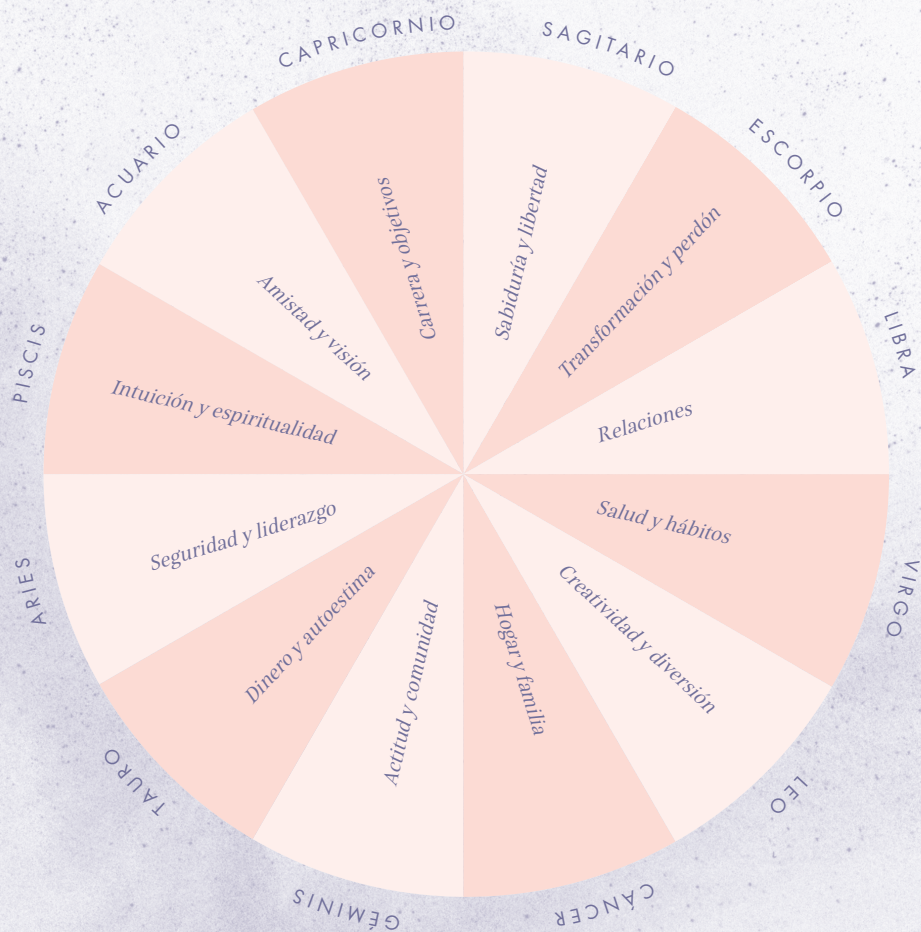 CAPRICORNIO
SAGITARIO
ESCORPIO
LIBRA
VIRGO
LEO
CÁNCER
GÉMINIS
TAURO
ARIES
PISCIS
ACUARIO
Carrera y objetivos
Sabiduría y libertad
Transformación y perdón
Relaciones
Salud y hábitos
Creatividad y diversión
Hogar y familia
Actitud y comunidad
Dinero y autoestima
Seguridad y liderazgo
Intuición y espiritualidad
Amistad y visión